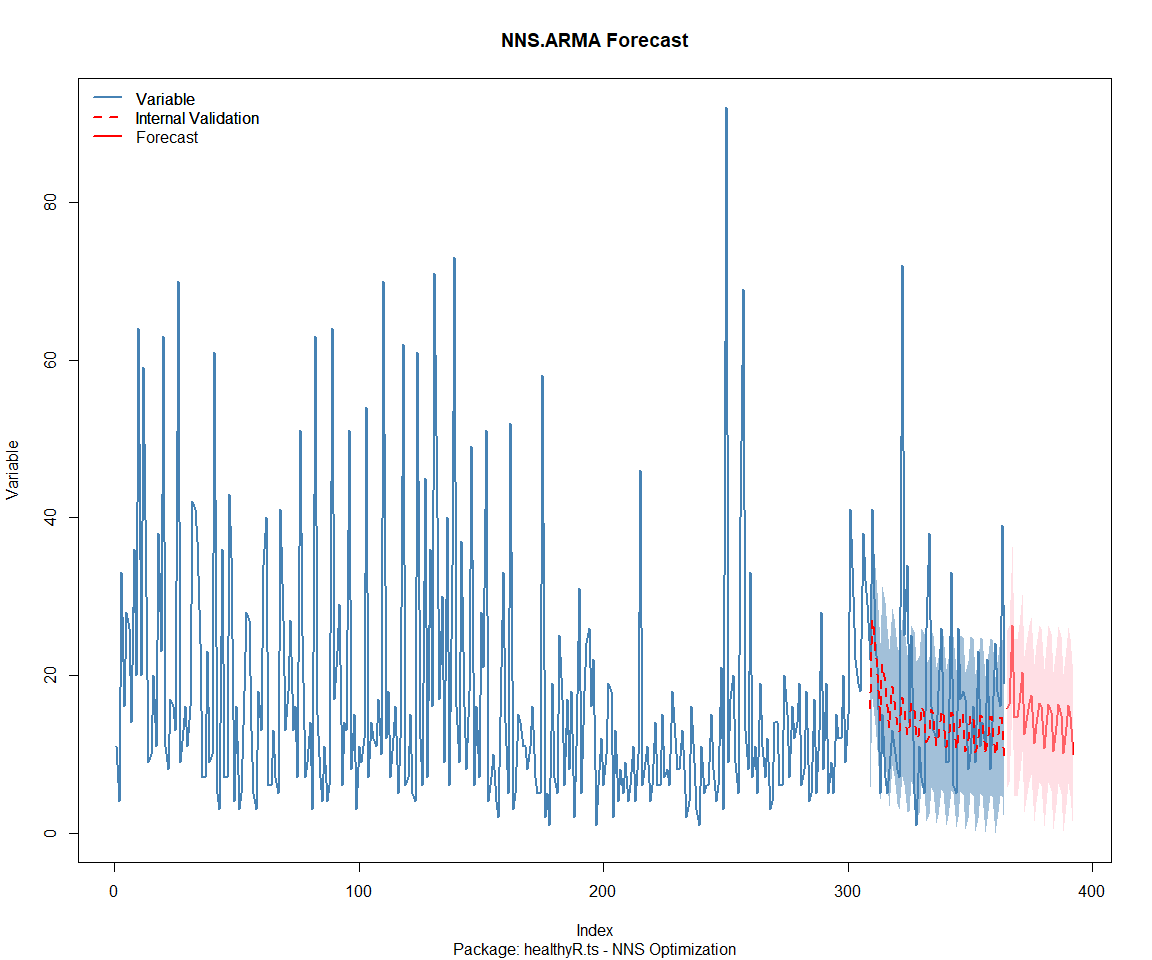 NNS.ARMA Forecast
Variable
Internal Validation
Forecast
Variable
80
60
40
20
0
0
100
200
300
400
Index
Package: healthyR.ts - NNS Optimization